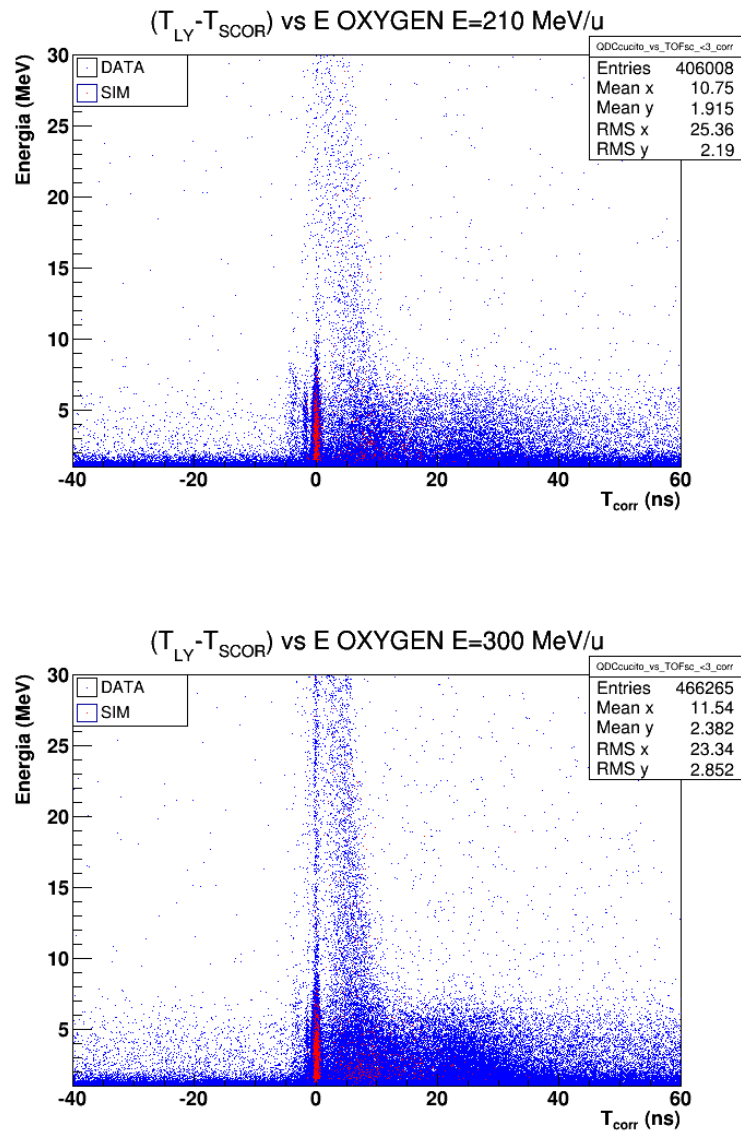 (T_LY-T_SCOR) vs E OXYGEN E=210 MeV/u
QDCcucito_vs_TOFsc_<3_corr
Entries 406008
Mean x 10.75
Mean y 1.915
RMS x 25.36
RMS y 2.19
DATA
SIM
Energia (MeV)
30
25
20
15
10
5
-40 -20 0 20 40 60
T_corr (ns)
(T_LY-T_SCOR) vs E OXYGEN E=300 MeV/u
QDCcucito_vs_TOFsc_<3_corr
Entries 466265
Mean x 11.54
Mean y 2.382
RMS x 23.34
RMS y 2.852
DATA
SIM
Energia (MeV)
30
25
20
15
10
5
-40 -20 0 20 40 60
T_corr (ns)